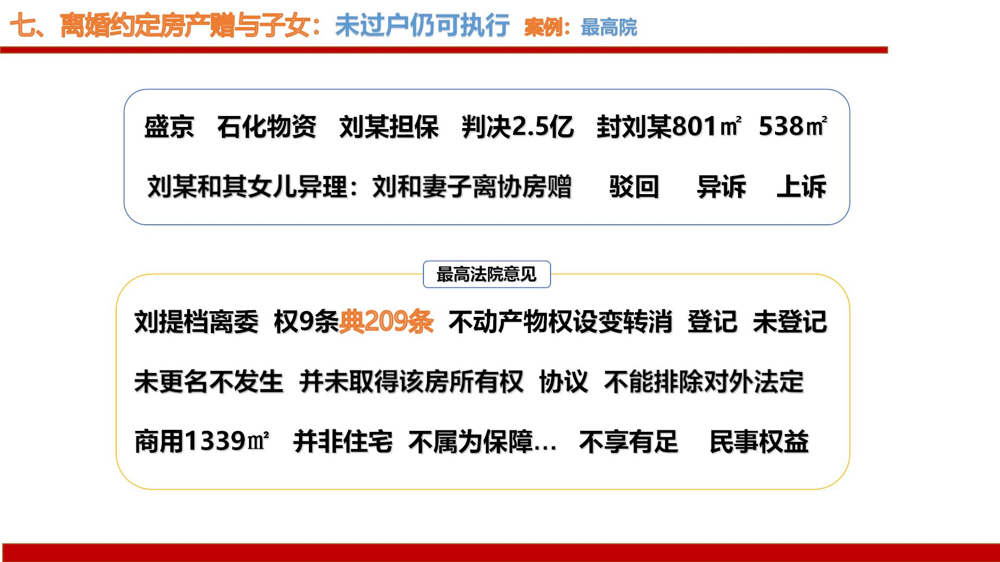 七、离婚约定房产赠与子女：未过户仍可执行 案例：最高院
盛京 石化物资 刘某担保 判决2.5亿 封刘某801㎡ 538㎡
刘某和其女儿异理：刘和妻子离协房赠 驳回 异诉 上诉
最高法院意见
刘提档离委 权9条典209条 不动产物权设变转消 登记 未登记
未更名不发生 并未取得该房所有权 协议 不能排除对外法定
商用1339㎡ 并非住宅 不属为保障… 不享有足 民事权益